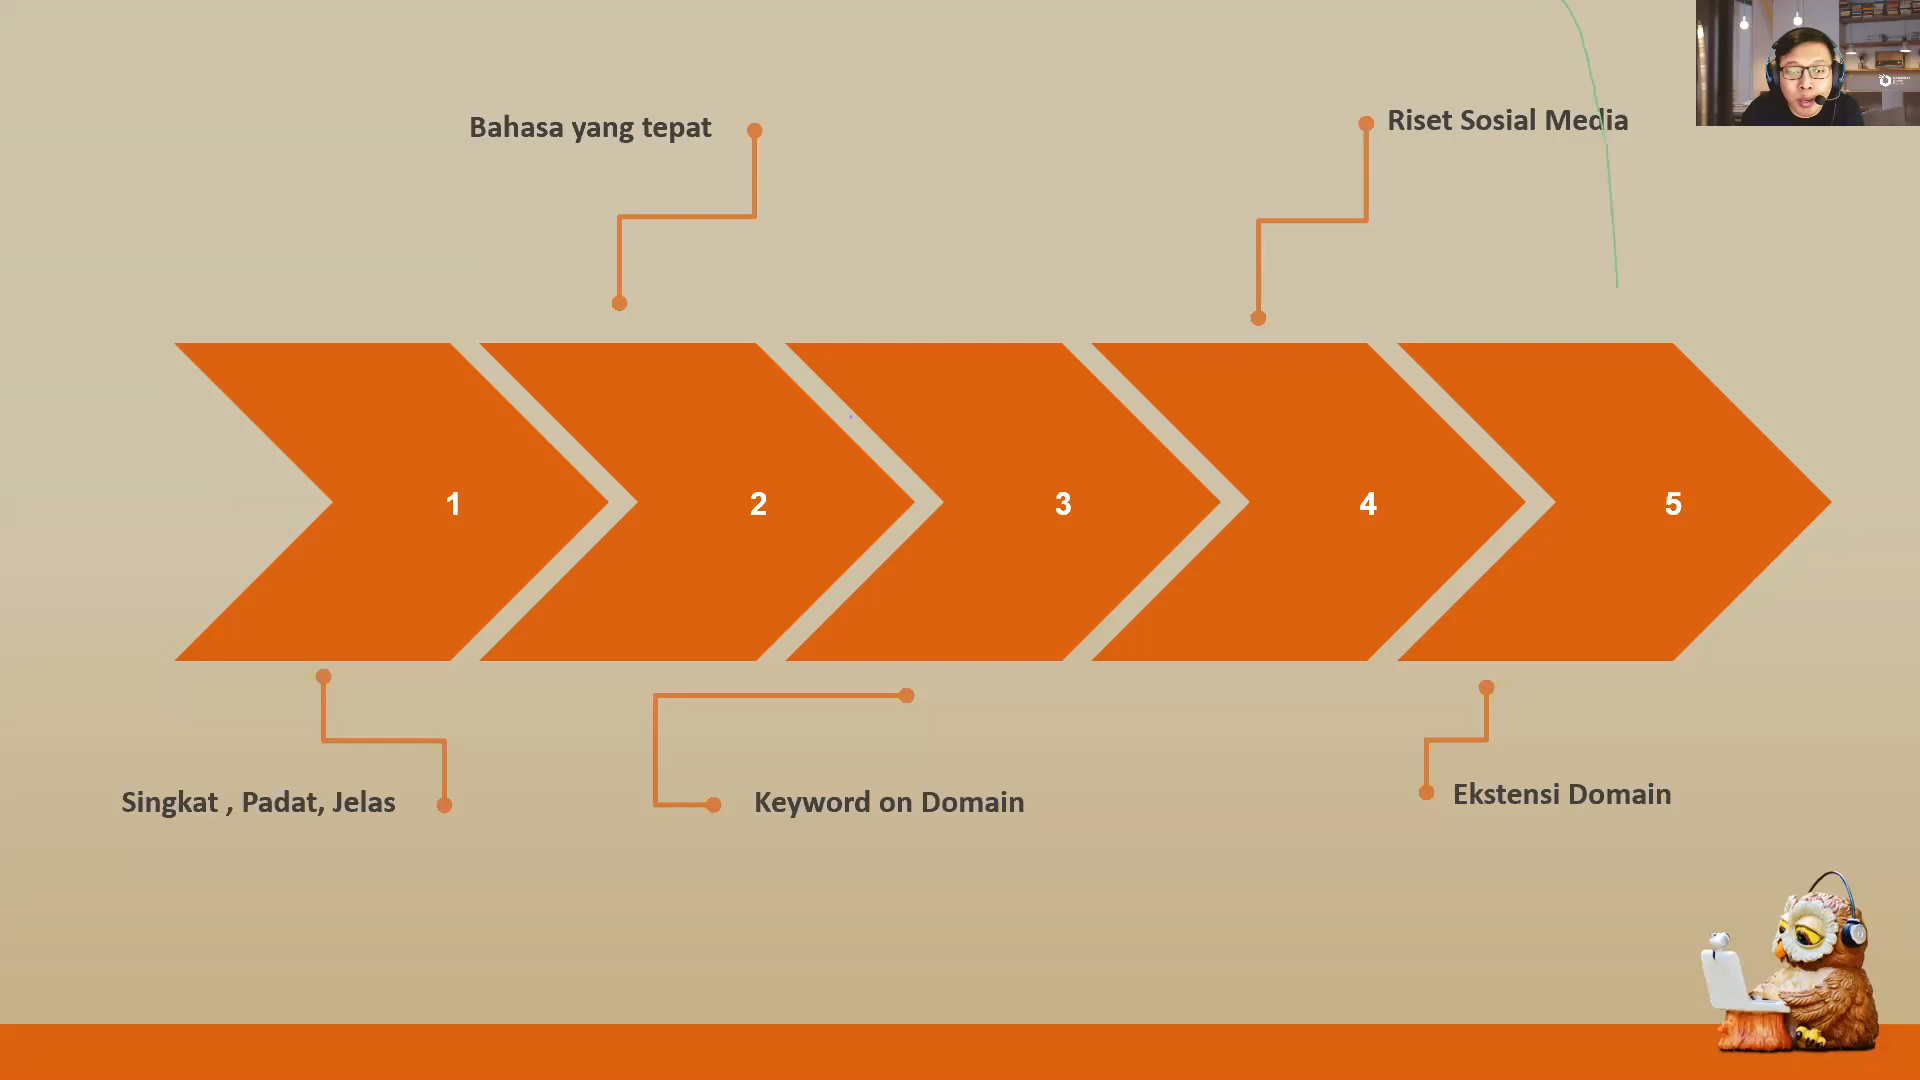 Bahasa yang tepat
Riset Sosial Media
1
2
3
4
5
Singkat , Padat, Jelas
Keyword on Domain
Ekstensi Domain